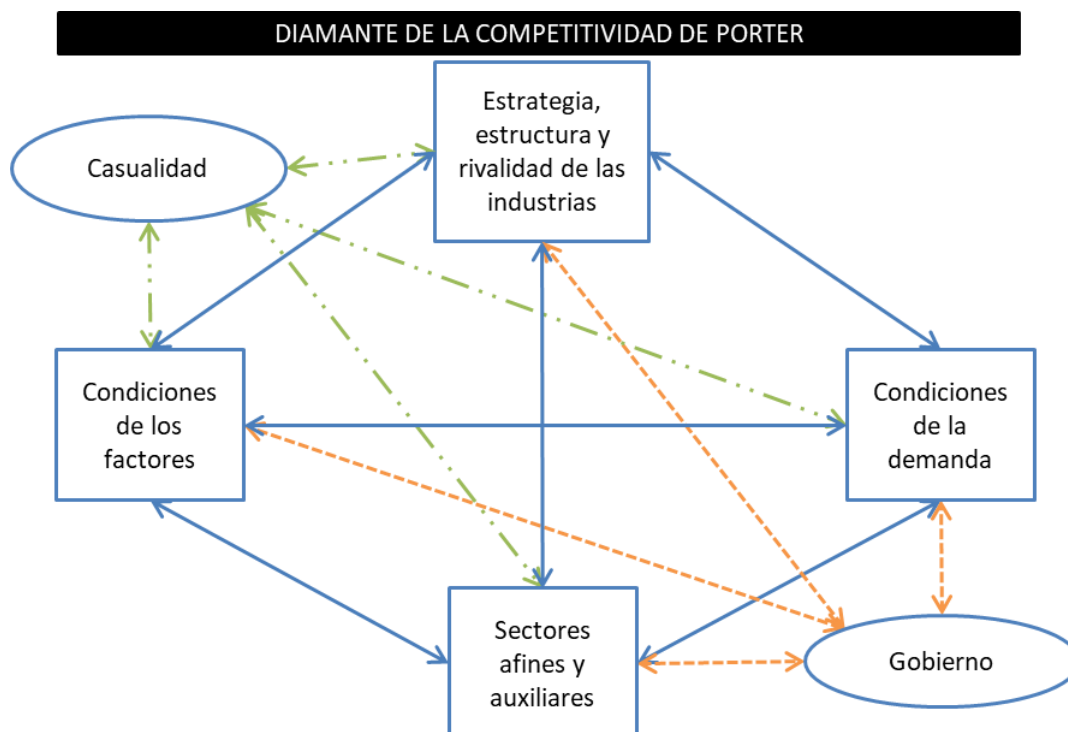 DIAMANTE DE LA COMPETITIVIDAD DE PORTER
Estrategia,
estructura y
rivalidad de las
industrias
Casualidad
Condiciones
de los
factores
Condiciones
de la
demanda
Sectores
afines y
auxiliares
Gobierno